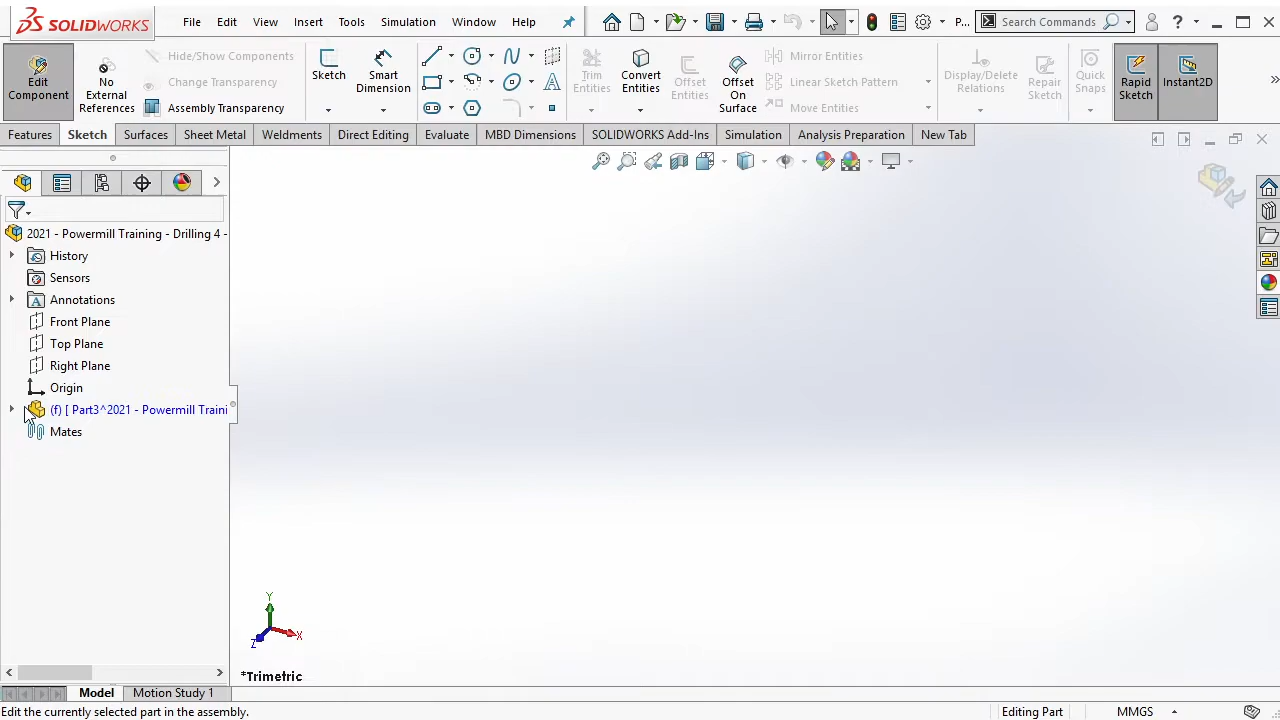 SOLIDWORKS File Edit View Insert Tools Simulation Window Help P... Search Commands ?
Edit Component
No External References
Hide/Show Components
Change Transparency
Assembly Transparency
Sketch
Smart Dimension
Trim Entities
Convert Entities
Offset Entities
Offset On Surface
Mirror Entities
Linear Sketch Pattern
Move Entities
Display/Delete Relations
Repair Sketch
Quick Snaps
Rapid Sketch
Instant2D
Features Sketch Surfaces Sheet Metal Weldments Direct Editing Evaluate MBD Dimensions SOLIDWORKS Add-Ins Simulation Analysis Preparation New Tab
2021 - Powermill Training - Drilling 4 -
History
Sensors
Annotations
Front Plane
Top Plane
Right Plane
Origin
(f) [ Part3^2021 - Powermill Traini
Mates
Y
X
Z
*Trimetric
Model Motion Study 1
Edit the currently selected part in the assembly. Editing Part MMGS